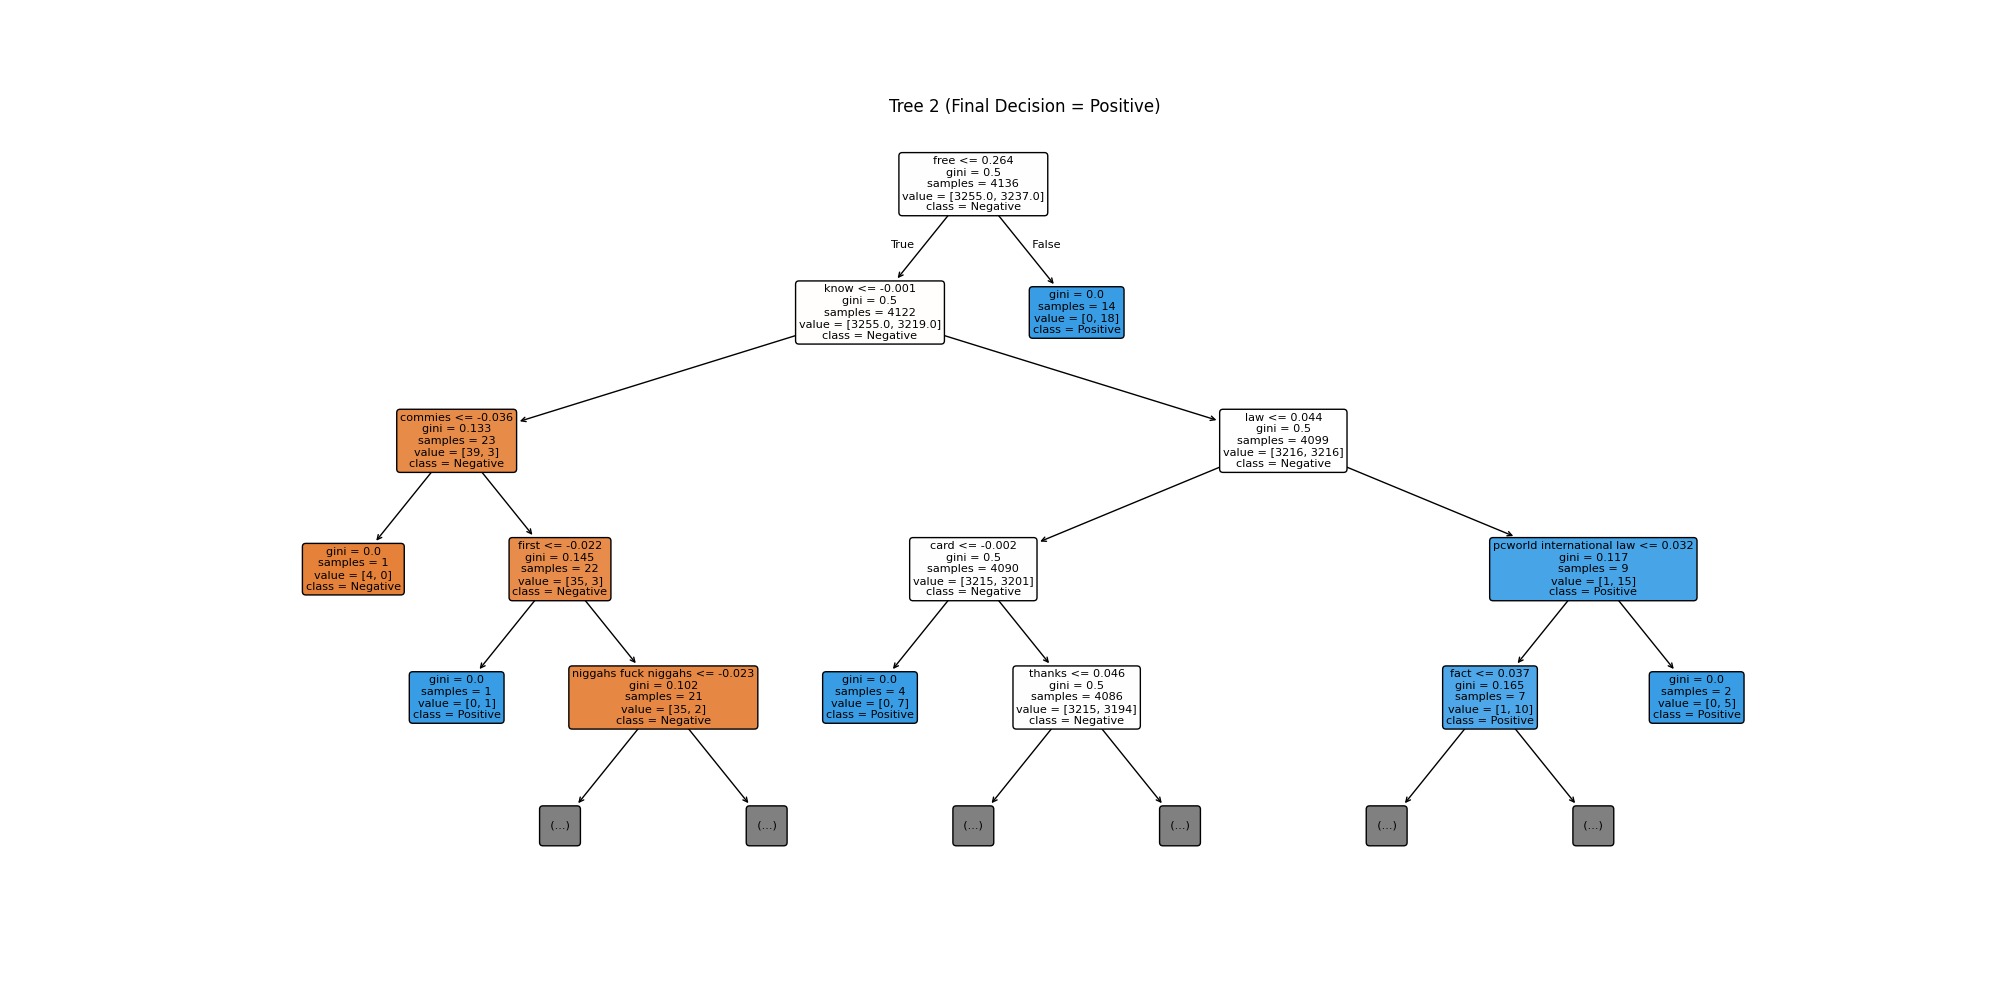 Tree 2 (Final Decision = Positive)
free <= 0.264
gini = 0.5
samples = 4136
value = [3255.0, 3237.0]
class = Negative
True
False
know <= -0.001
gini = 0.5
samples = 4122
value = [3255.0, 3219.0]
class = Negative
gini = 0.0
samples = 14
value = [0, 18]
class = Positive
commies <= -0.036
gini = 0.133
samples = 23
value = [39, 3]
class = Negative
law <= 0.044
gini = 0.5
samples = 4099
value = [3216, 3216]
class = Negative
gini = 0.0
samples = 1
value = [4, 0]
class = Negative
first <= -0.022
gini = 0.145
samples = 22
value = [35, 3]
class = Negative
card <= -0.002
gini = 0.5
samples = 4090
value = [3215, 3201]
class = Negative
pcworld international law <= 0.032
gini = 0.117
samples = 9
value = [1, 15]
class = Positive
gini = 0.0
samples = 1
value = [0, 1]
class = Positive
niggahs fuck niggahs <= -0.023
gini = 0.102
samples = 21
value = [35, 2]
class = Negative
gini = 0.0
samples = 4
value = [0, 7]
class = Positive
thanks <= 0.046
gini = 0.5
samples = 4086
value = [3215, 3194]
class = Negative
fact <= 0.037
gini = 0.165
samples = 7
value = [1, 10]
class = Positive
gini = 0.0
samples = 2
value = [0, 5]
class = Positive
(...)
(...)
(...)
(...)
(...)
(...)